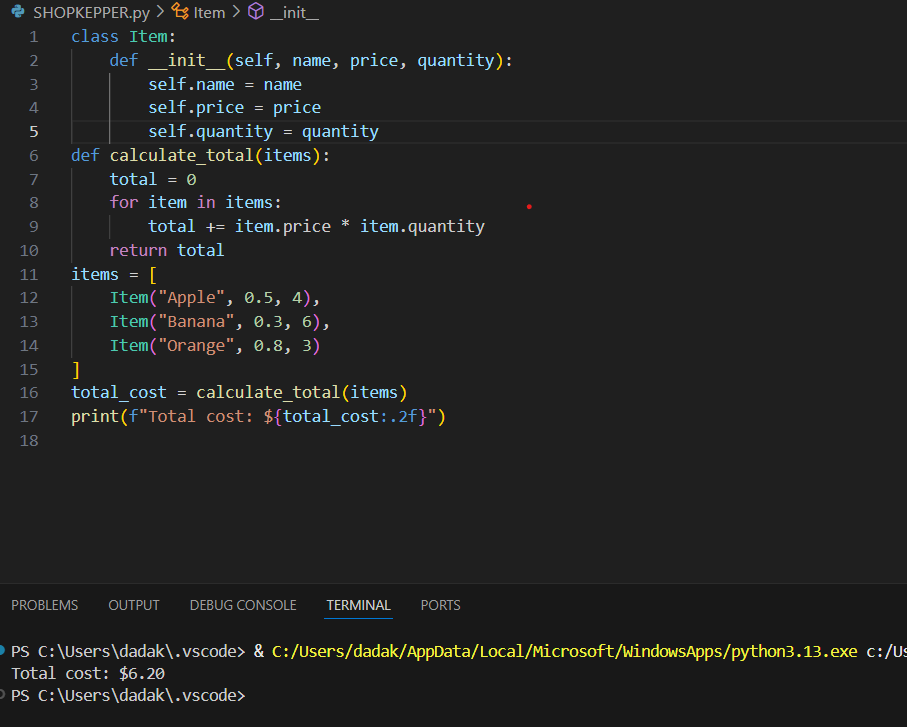 SHOPKEPPER.py > Item > __init__
1 class Item:
2     def __init__(self, name, price, quantity):
3         self.name = name
4         self.price = price
5         self.quantity = quantity
6 def calculate_total(items):
7     total = 0
8     for item in items:
9         total += item.price * item.quantity
10     return total
11 items = [
12     Item("Apple", 0.5, 4),
13     Item("Banana", 0.3, 6),
14     Item("Orange", 0.8, 3)
15 ]
16 total_cost = calculate_total(items)
17 print(f"Total cost: ${total_cost:.2f}")
18
PROBLEMS OUTPUT DEBUG CONSOLE TERMINAL PORTS
PS C:\Users\dadak\.vscode> & C:/Users/dadak/AppData/Local/Microsoft/WindowsApps/python3.13.exe c:/Us
Total cost: $6.20
PS C:\Users\dadak\.vscode>